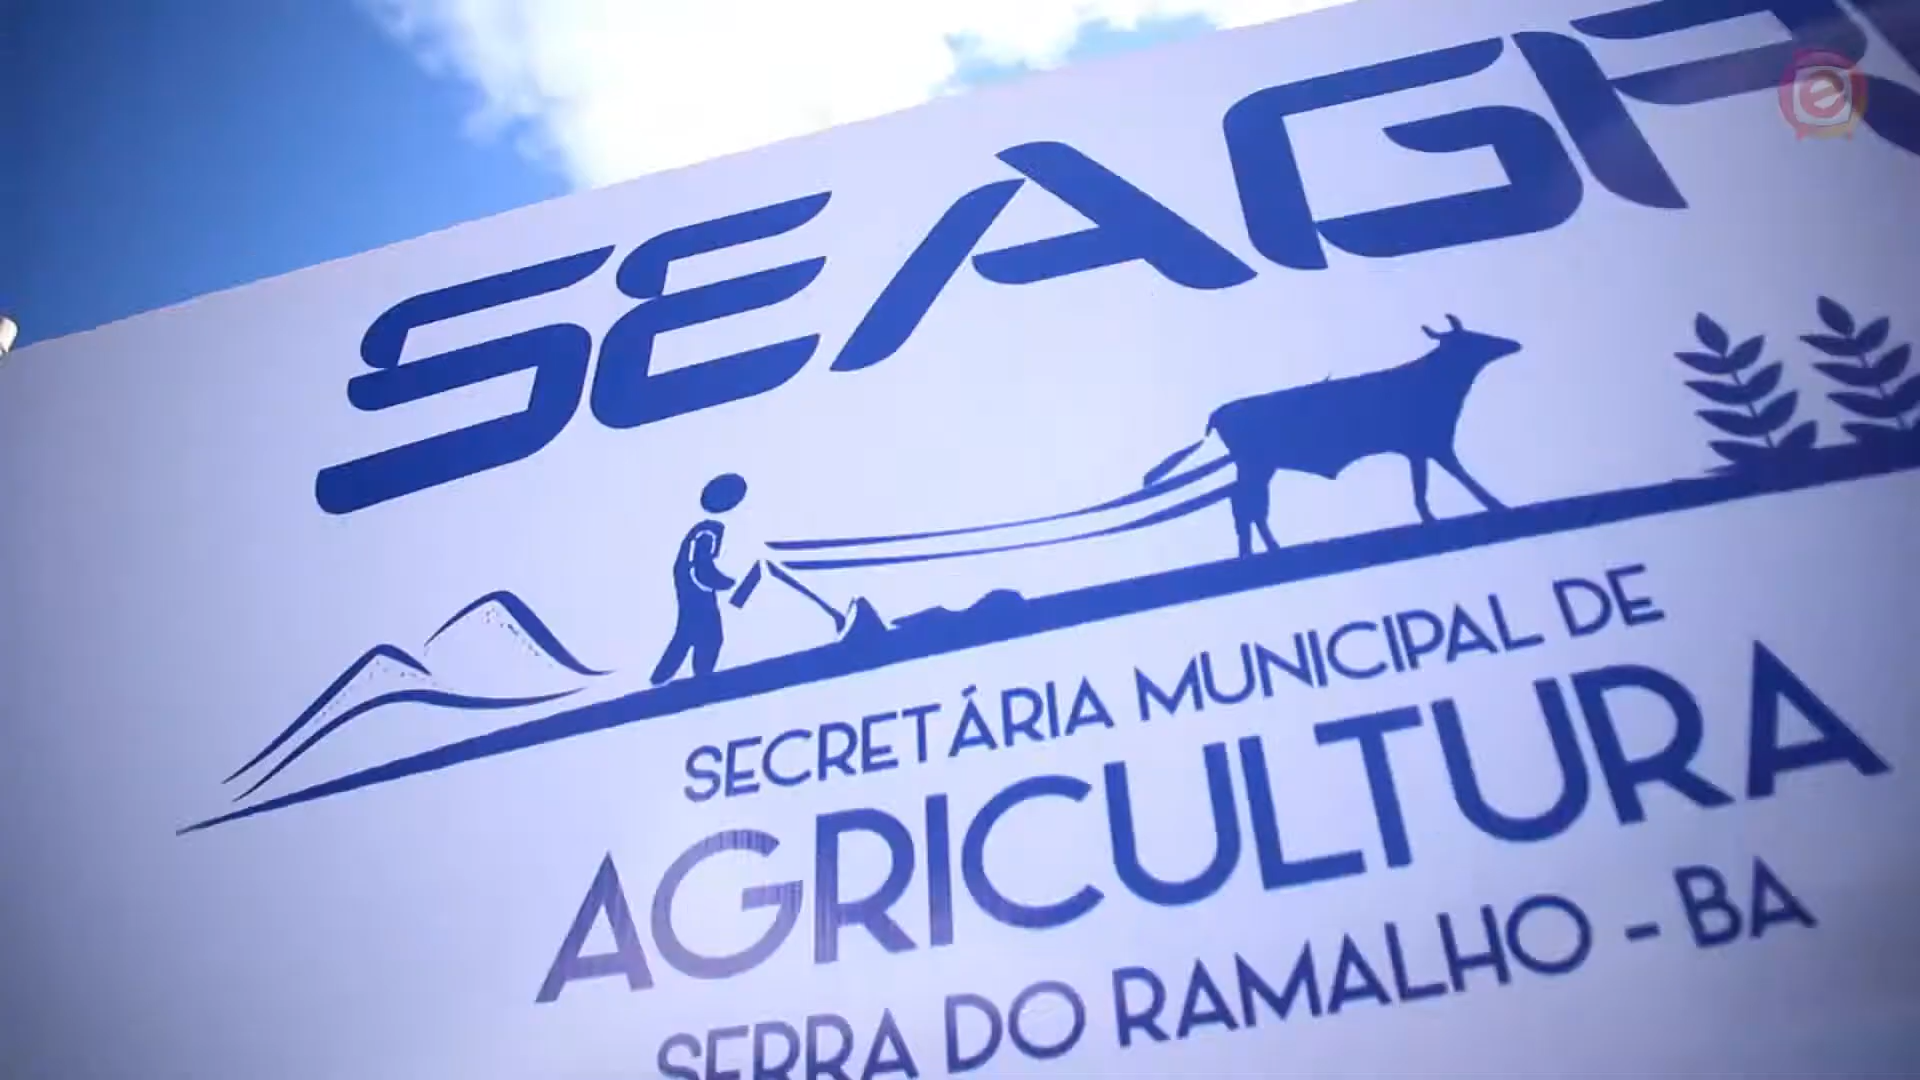 SEAGR
SECRETÁRIA MUNICIPAL DE
AGRICULTURA
SERRA DO RAMALHO - BA